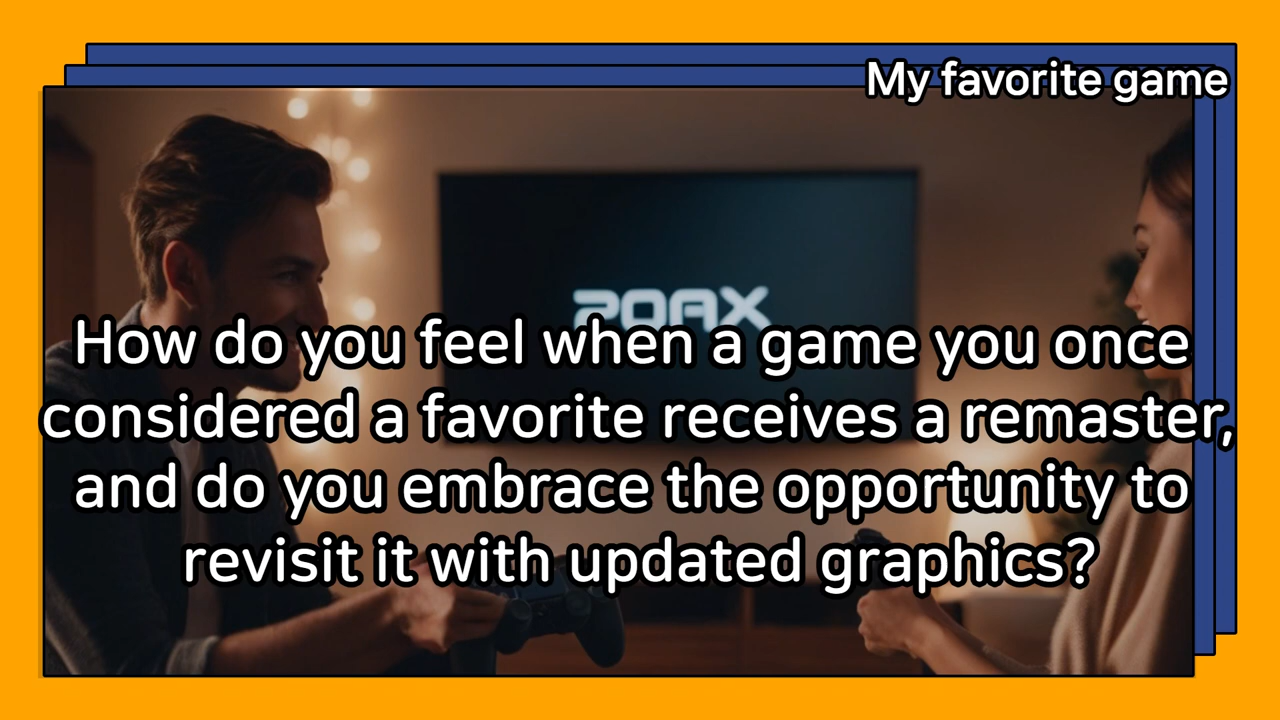 My favorite game
ROAX
How do you feel when a game you once
considered a favorite receives a remaster,
and do you embrace the opportunity to
revisit it with updated graphics?